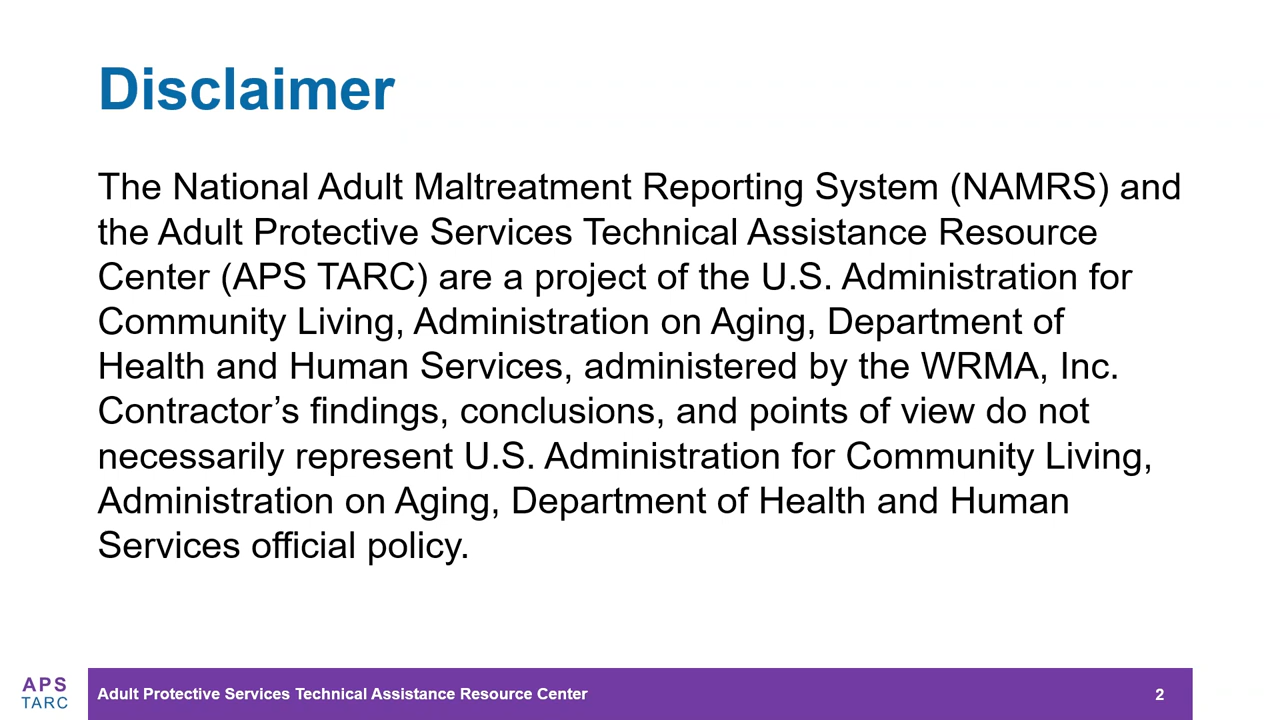 Disclaimer
The National Adult Maltreatment Reporting System (NAMRS) and
the Adult Protective Services Technical Assistance Resource
Center (APS TARC) are a project of the U.S. Administration for
Community Living, Administration on Aging, Department of
Health and Human Services, administered by the WRMA, Inc.
Contractor’s findings, conclusions, and points of view do not
necessarily represent U.S. Administration for Community Living,
Administration on Aging, Department of Health and Human
Services official policy.
APS
TARC
Adult Protective Services Technical Assistance Resource Center
2